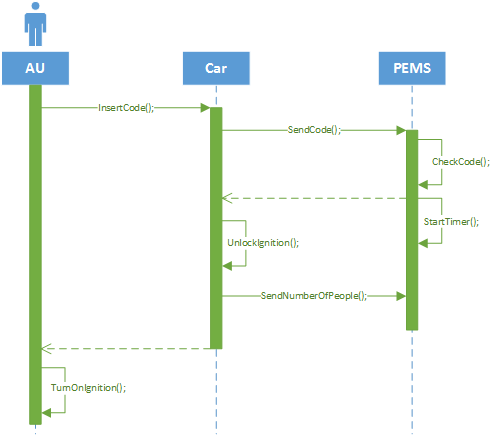 AU
Car
PEMS
InsertCode();
SendCode();
CheckCode();
StartTimer();
UnlockIgnition();
SendNumberOfPeople();
TurnOnIgnition();